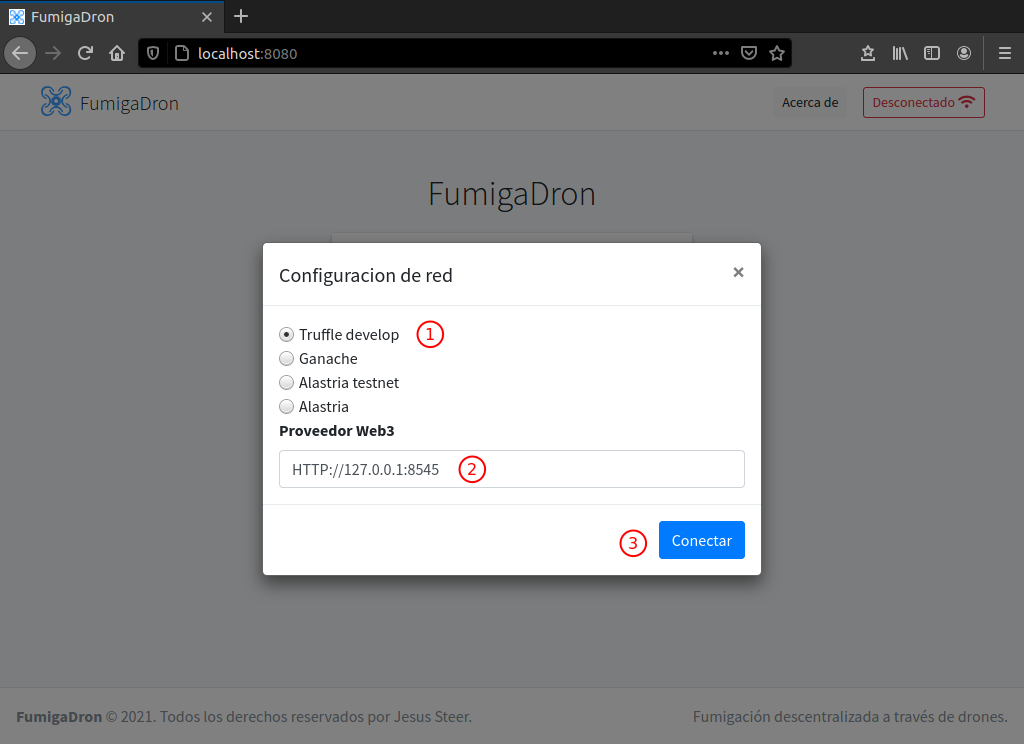 FumigaDron
localhost:8080
FumigaDron
Acerca de
Desconectado
FumigaDron
Configuracion de red
×
Truffle develop
1
Ganache
Alastria testnet
Alastria
Proveedor Web3
HTTP://127.0.0.1:8545
2
3
Conectar
FumigaDron © 2021. Todos los derechos reservados por Jesus Steer.
Fumigación descentralizada a través de drones.